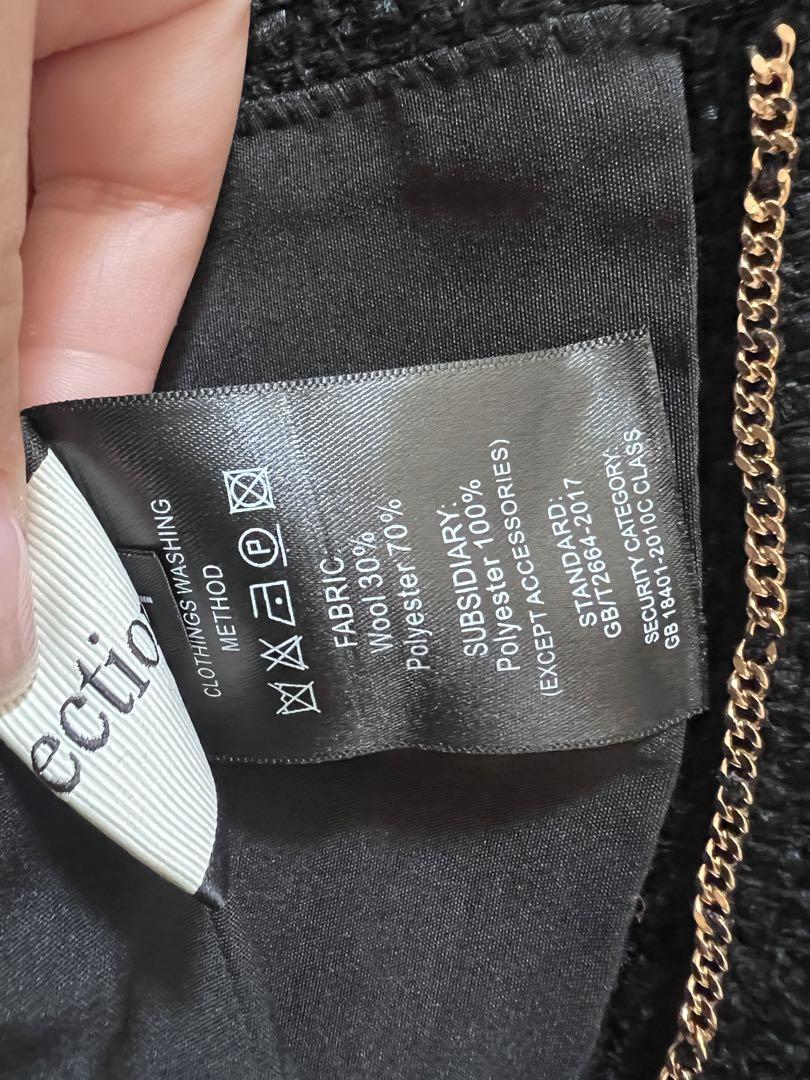 ectio
CLOTHINGS WASHING
METHOD
P
FABRIC:
Wool 30%
Polyester 70%
SUBSIDIARY:
Polyester 100%
(EXCEPT ACCESSORIES)
STANDARD:
GB/T2664-2017
SECURITY CATEGORY:
GB 18401-2010C CLASS